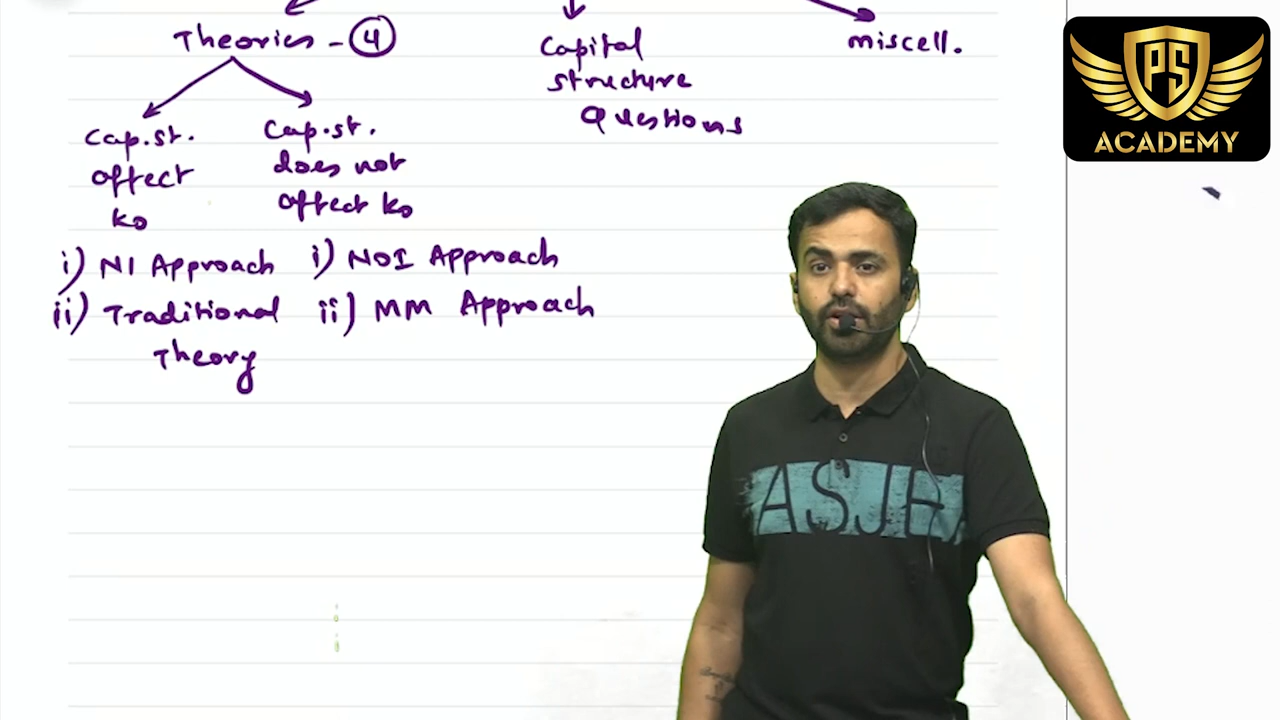 Theories - 4
Capital
structure
Questions
miscell.
Cap.st.
affect
ko
Cap.st.
does not
affect ko
i) NI Approach
ii) Traditional
Theory
i) NOI Approach
ii) MM Approach
PS
ACADEMY